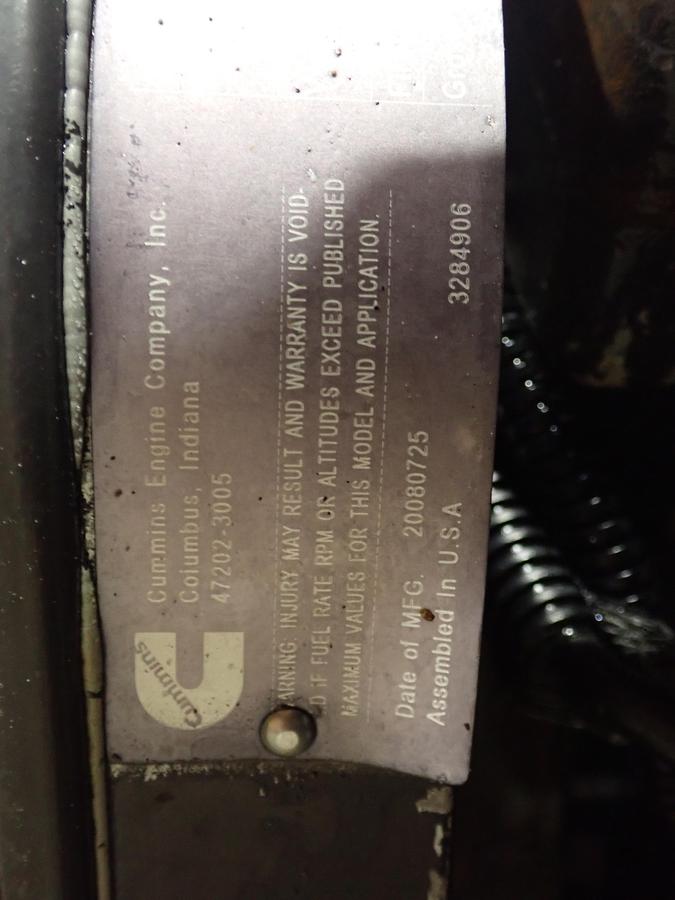 Cummins
Cummins Engine Company, Inc.
Columbus, Indiana
47202-3005
ARNING: INJURY MAY RESULT AND WARRANTY IS VOID-
D IF FUEL RATE RPM OR ALTITUDES EXCEED PUBLISHED
MAXIMUM VALUES FOR THIS MODEL AND APPLICATION.
Date of MFG. 20080725
Assembled In U.S.A
3284906